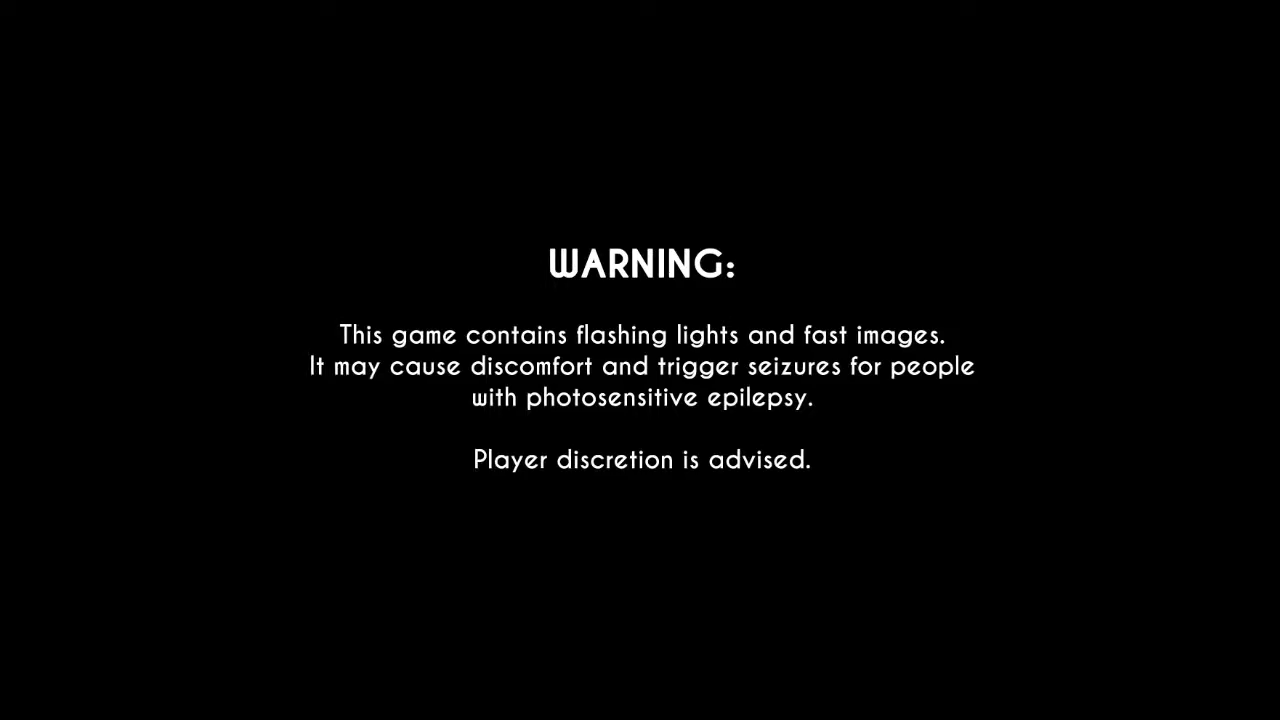 WARNING:
This game contains flashing lights and fast images.
It may cause discomfort and trigger seizures for people
with photosensitive epilepsy.
Player discretion is advised.